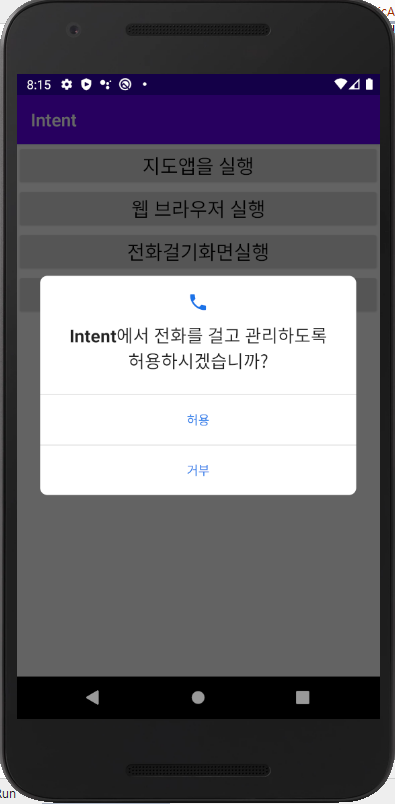 8:15
Intent
지도앱을 실행
웹 브라우저 실행
전화걸기화면실행
Intent에서 전화를 걸고 관리하도록
허용하시겠습니까?
허용
거부
Run